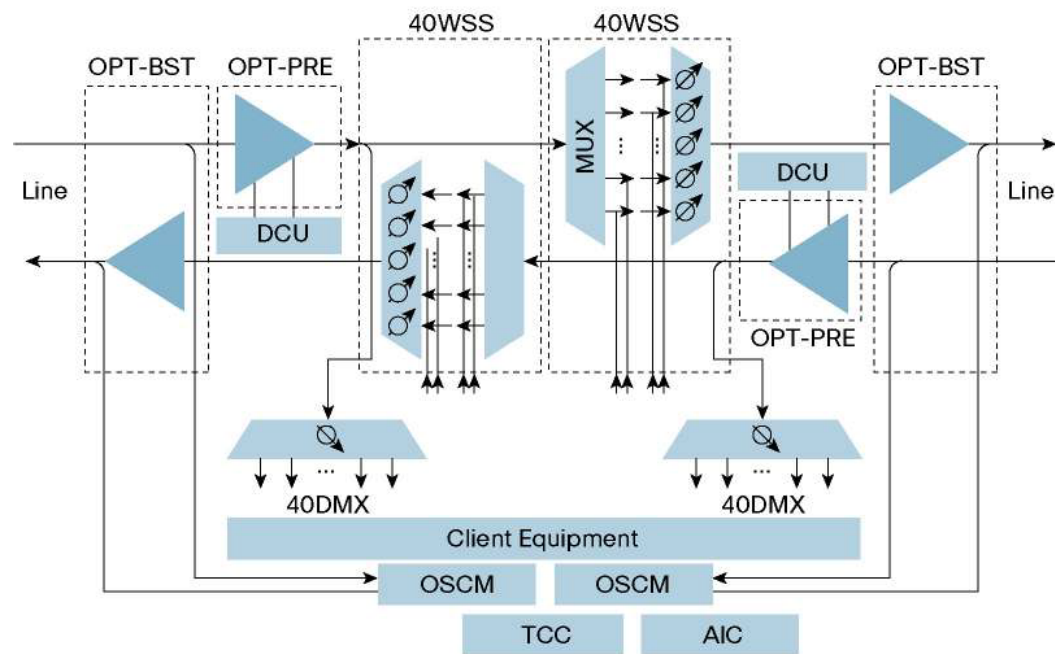 40WSS
40WSS
OPT-BST
OPT-PRE
OPT-BST
MUX
DCU
Line
Line
DCU
OPT-PRE
...
...
40DMX
40DMX
Client Equipment
OSCM
OSCM
TCC
AIC